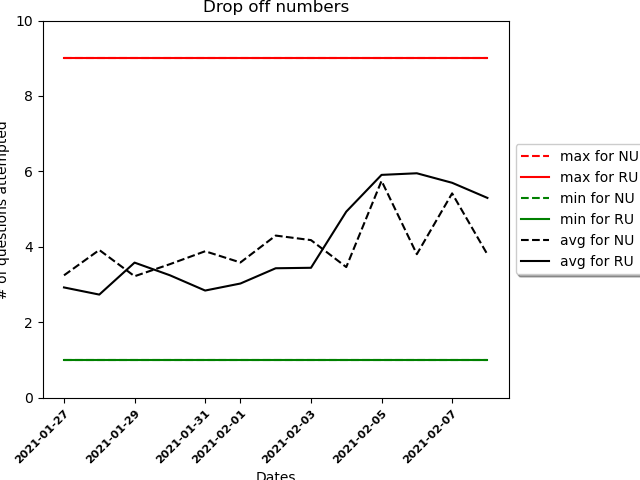 Drop off numbers
# of questions attempted
10
8
6
4
2
0
2021-01-27
2021-01-29
2021-01-31
2021-02-01
2021-02-03
2021-02-05
2021-02-07
Dates
max for NU
max for RU
min for NU
min for RU
avg for NU
avg for RU